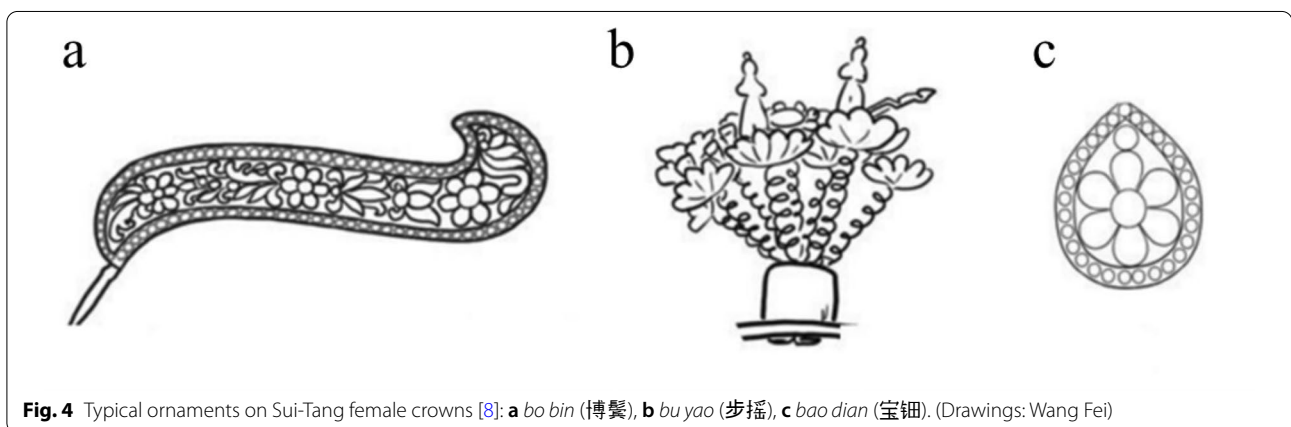 a
b
c
Fig. 4 Typical ornaments on Sui-Tang female crowns [8]: a bo bin (博鬓), b bu yao (步摇), c bao dian (宝钿). (Drawings: Wang Fei)